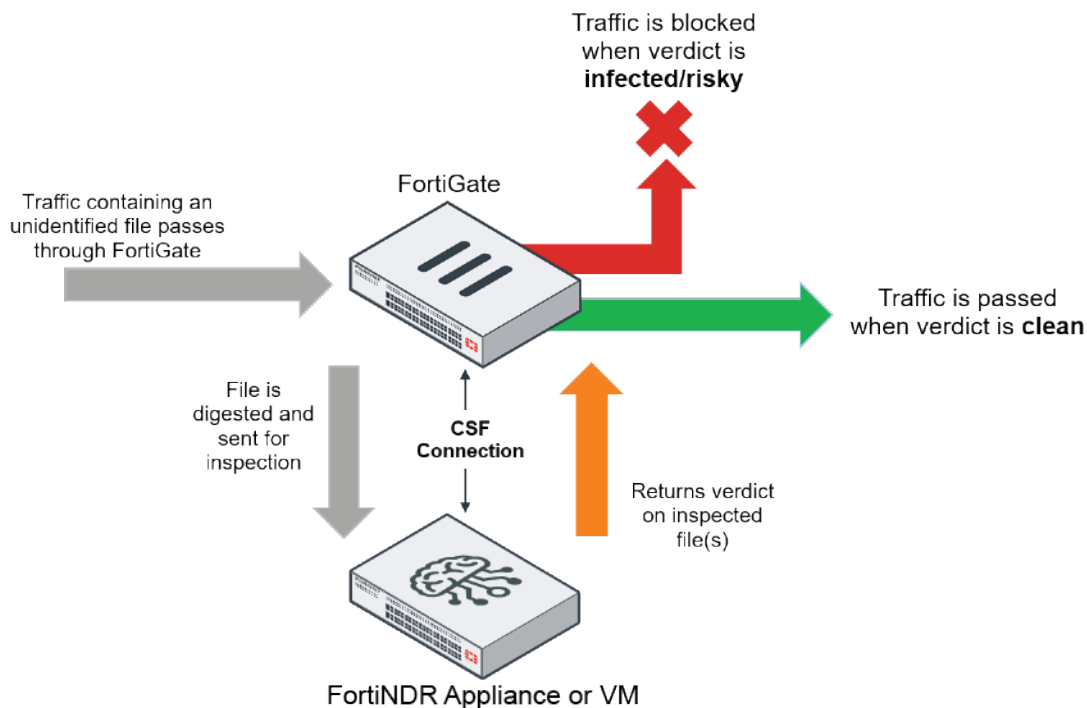 Traffic is blocked
when verdict is
infected/risky
FortiGate
Traffic containing an
unidentified file passes
through FortiGate
Traffic is passed
when verdict is clean
File is
digested and
sent for
inspection
CSF
Connection
Returns verdict
on inspected
file(s)
FortiNDR Appliance or VM